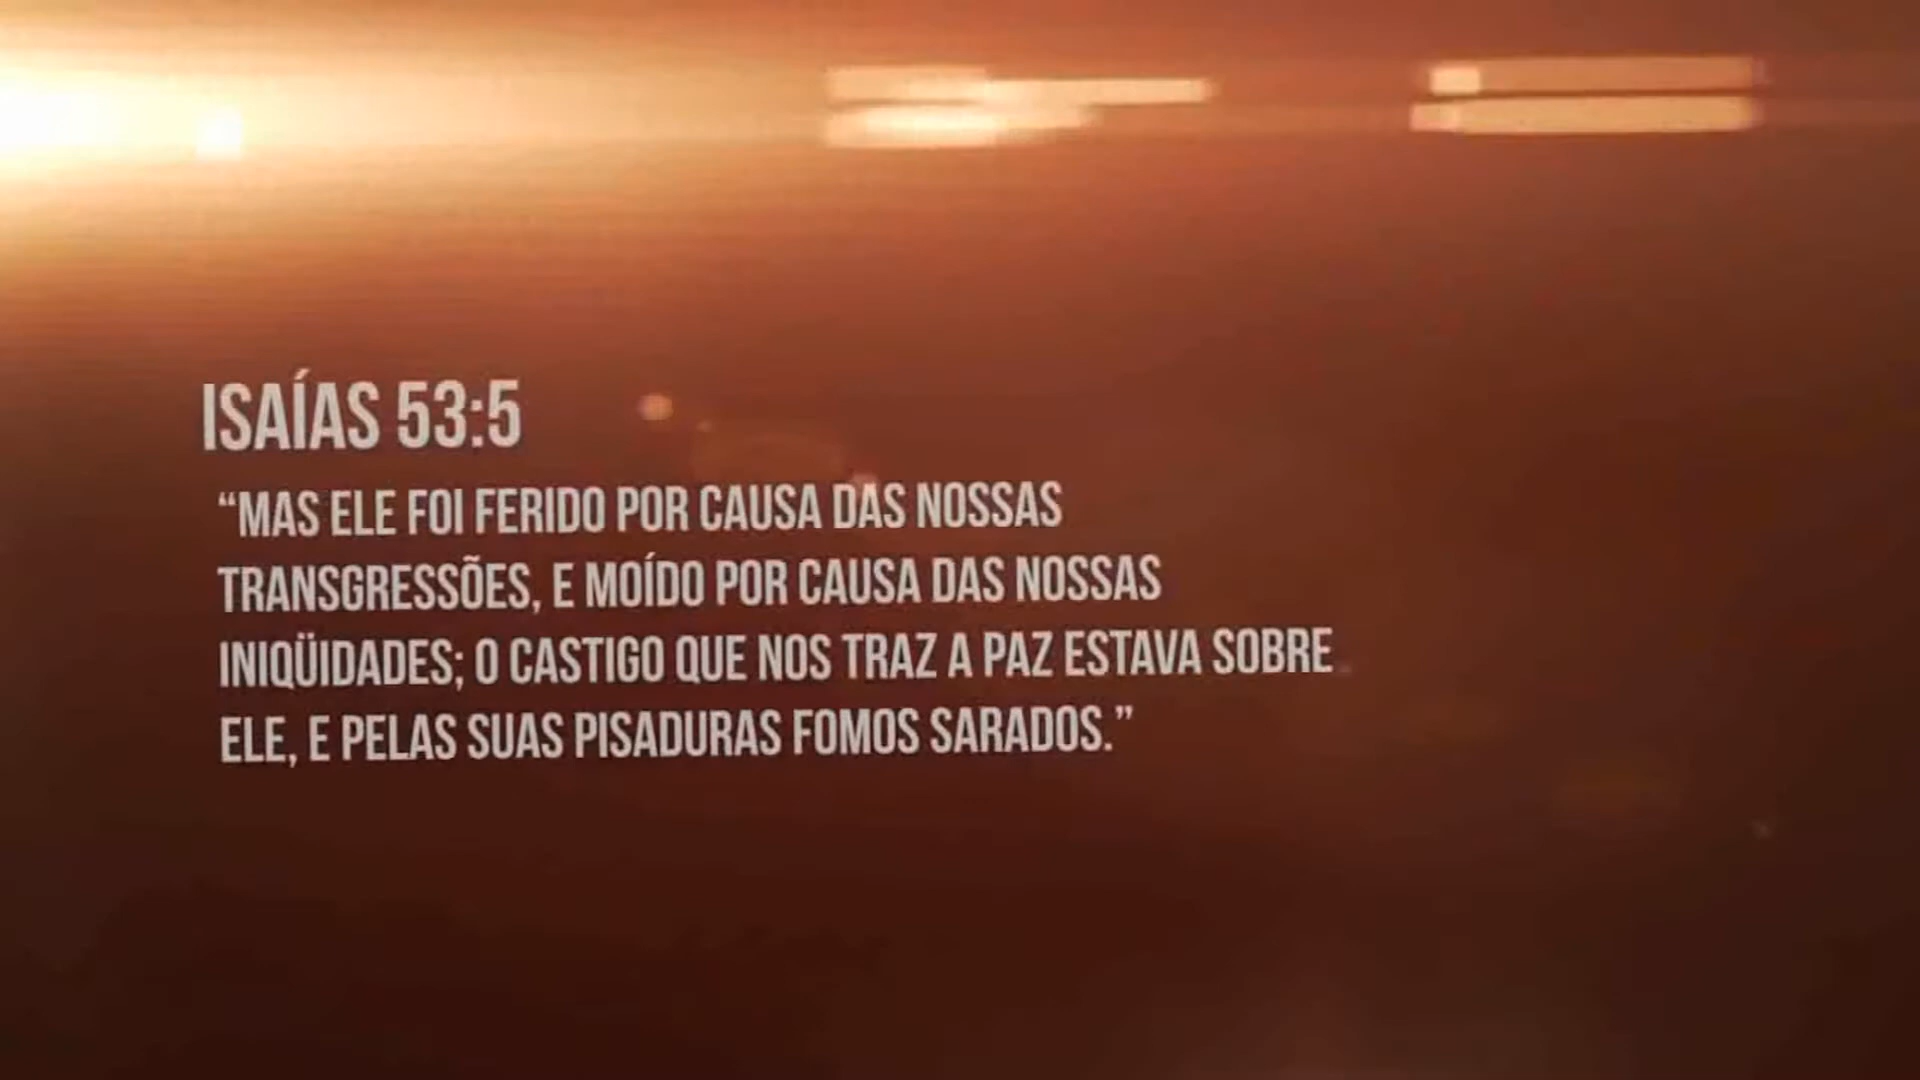 ISAÍAS 53:5
“MAS ELE FOI FERIDO POR CAUSA DAS NOSSAS
TRANSGRESSÕES, E MOÍDO POR CAUSA DAS NOSSAS
INIQÜIDADES; O CASTIGO QUE NOS TRAZ A PAZ ESTAVA SOBRE
ELE, E PELAS SUAS PISADURAS FOMOS SARADOS.”